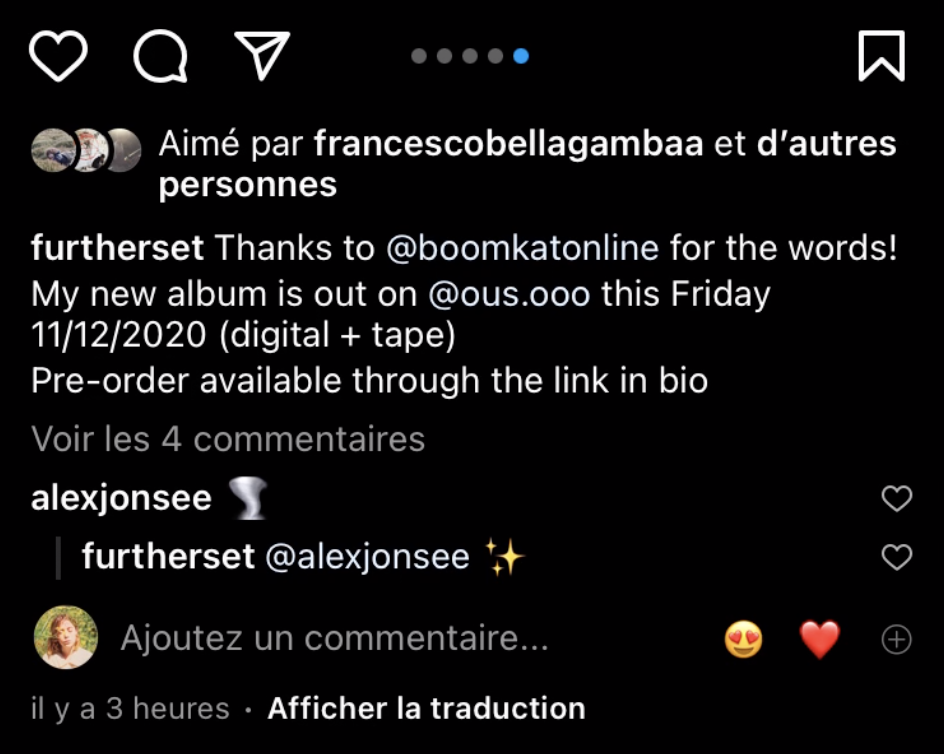 Aimé par francescobellagambaa et d’autres
personnes
furtherset Thanks to @boomkatonline for the words!
My new album is out on @ous.ooo this Friday
11/12/2020 (digital + tape)
Pre-order available through the link in bio
Voir les 4 commentaires
alexjonsee 🌪
furtherset @alexjonsee ✨
Ajoutez un commentaire... 😍 ❤️
il y a 3 heures · Afficher la traduction